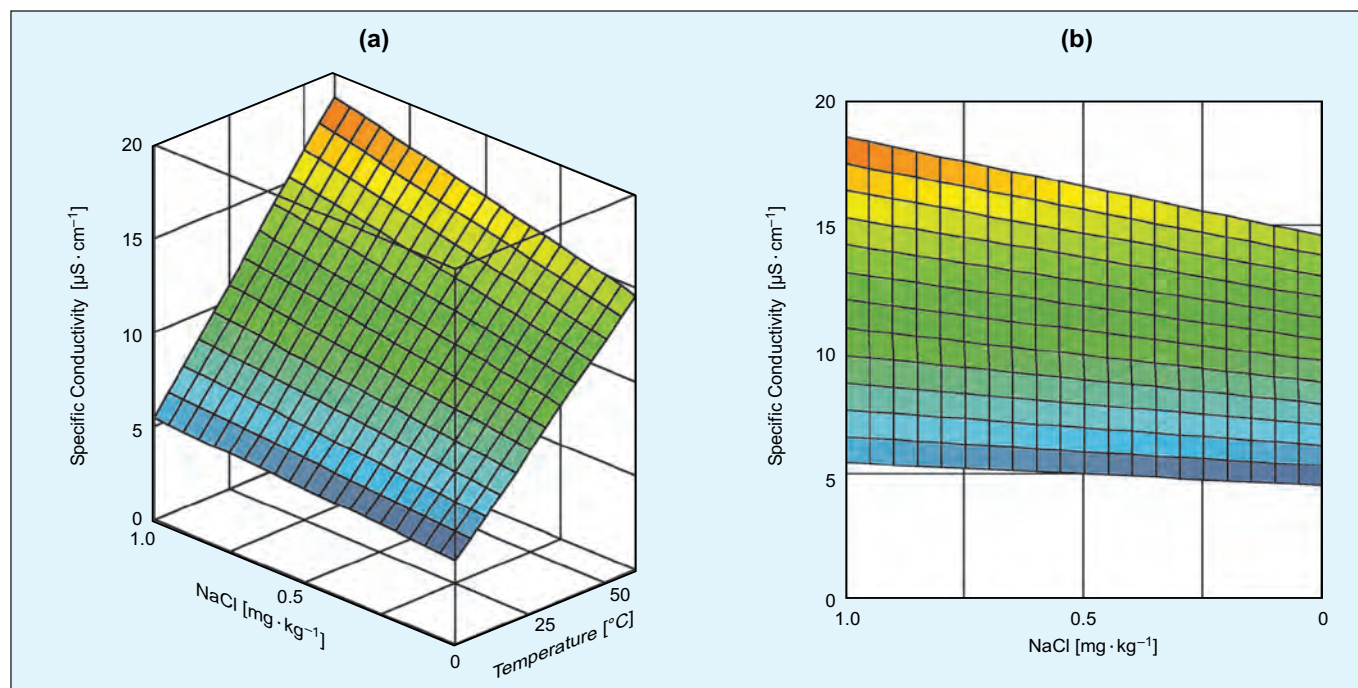 (a)
Specific Conductivity [µS · cm⁻¹]
20
15
10
5
0
1.0
0.5
0
NaCl [mg · kg⁻¹]
25
50
Temperature [°C]
(b)
Specific Conductivity [µS · cm⁻¹]
20
15
10
5
0
1.0
0.5
0
NaCl [mg · kg⁻¹]